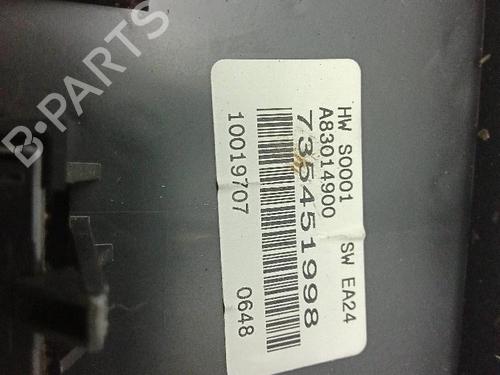 B-PARTS
HW S0001 SW EA24
A83014900
735451998
10019707 0648